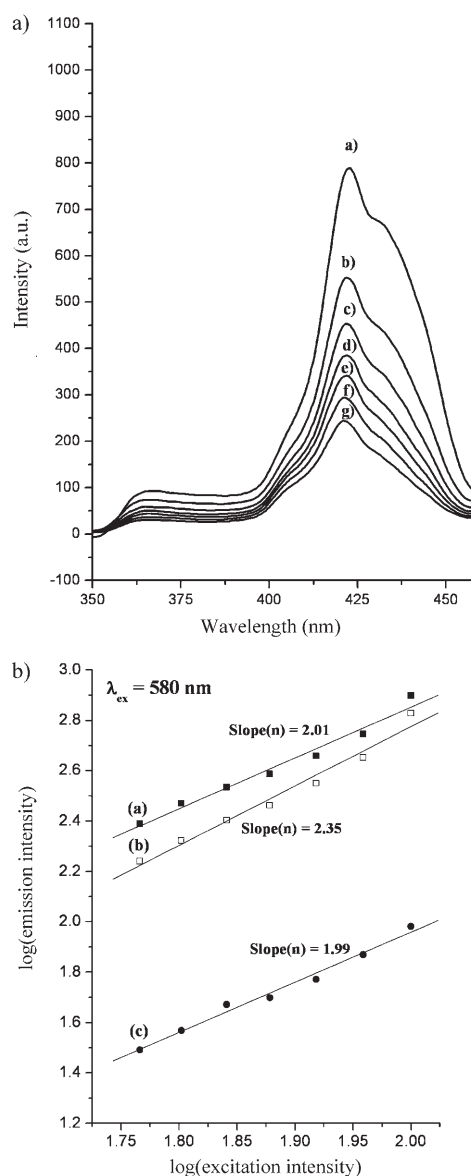 a)
1100
1000
900
800
700
600
500
400
300
200
100
0
-100
Intensity (a.u.)
a)
b)
c)
d)
e)
f)
g)
350 375 400 425 450
Wavelength (nm)
b)
3.0
2.8
2.6
2.4
2.2
2.0
1.8
1.6
1.4
1.2
log(emission intensity)
λex = 580 nm
Slope(n) = 2.01
(a)
(b)
Slope(n) = 2.35
Slope(n) = 1.99
(c)
1.75 1.80 1.85 1.90 1.95 2.00
log(excitation intensity)